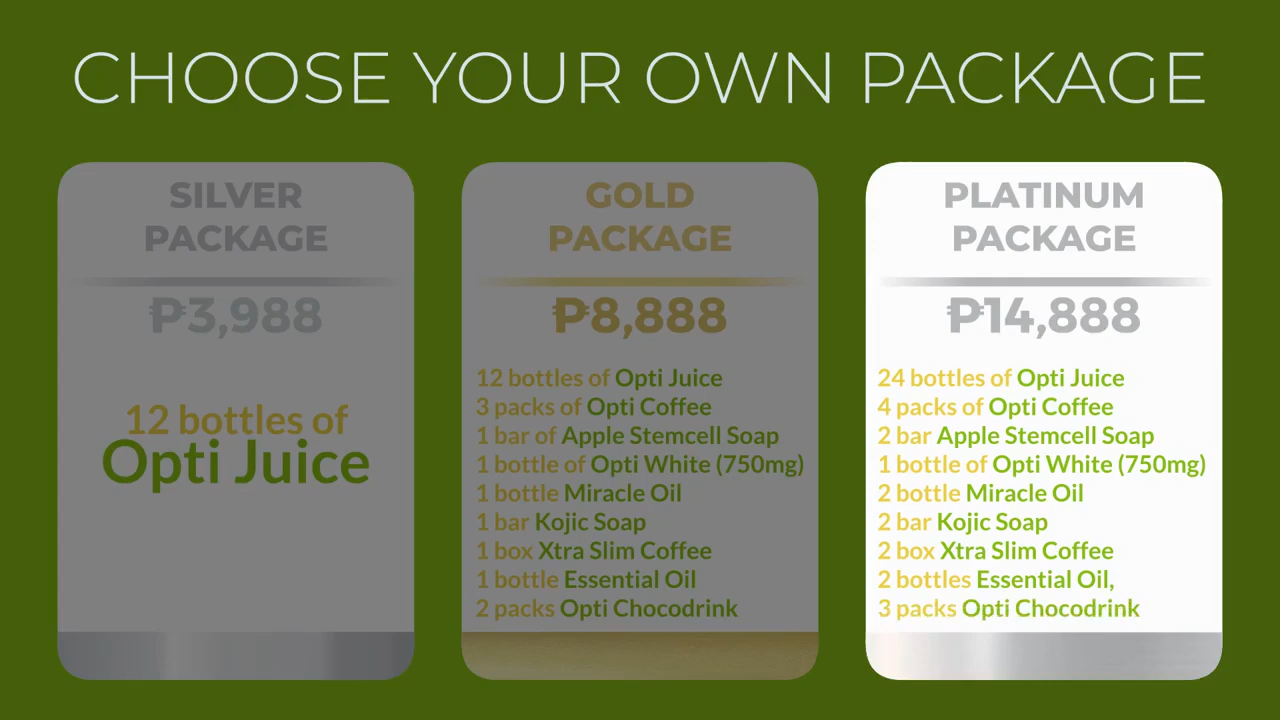 CHOOSE YOUR OWN PACKAGE
SILVER
PACKAGE
₱3,988
12 bottles of
Opti Juice
GOLD
PACKAGE
₱8,888
12 bottles of Opti Juice
3 packs of Opti Coffee
1 bar of Apple Stemcell Soap
1 bottle of Opti White (750mg)
1 bottle Miracle Oil
1 bar Kojic Soap
1 box Xtra Slim Coffee
1 bottle Essential Oil
2 packs Opti Chocodrink
PLATINUM
PACKAGE
₱14,888
24 bottles of Opti Juice
4 packs of Opti Coffee
2 bar Apple Stemcell Soap
1 bottle of Opti White (750mg)
2 bottle Miracle Oil
2 bar Kojic Soap
2 box Xtra Slim Coffee
2 bottles Essential Oil,
3 packs Opti Chocodrink